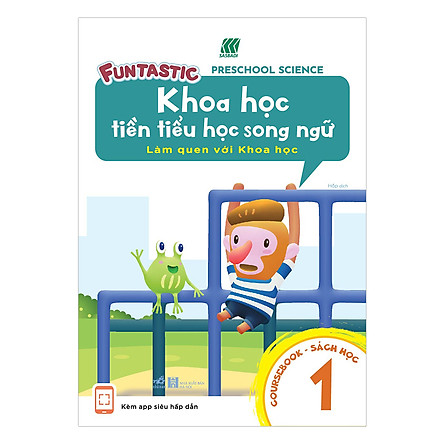 SASBADI
FUNTASTIC
PRESCHOOL SCIENCE
Khoa học
tiền tiểu học song ngữ
Làm quen với Khoa học
COURSEBOOK - SÁCH HỌC
1
Kèm app siêu hấp dẫn